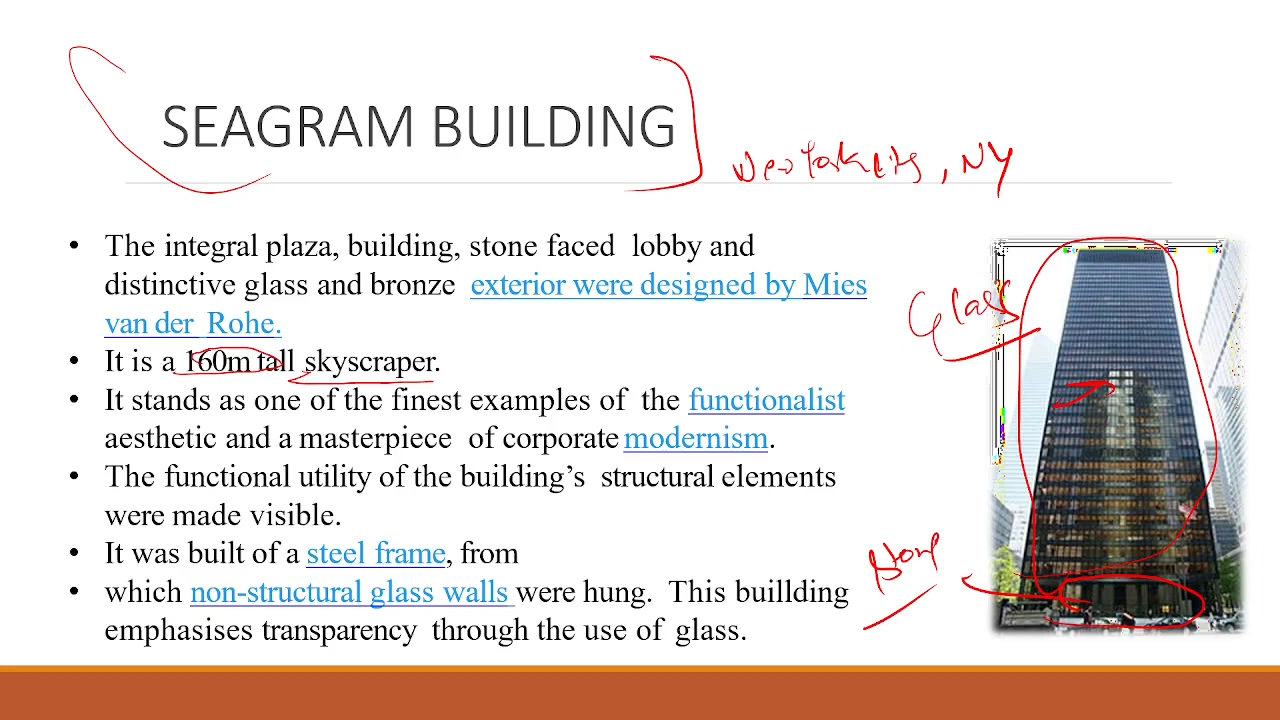 SEAGRAM BUILDING
New York City, NY
• The integral plaza, building, stone faced lobby and
distinctive glass and bronze exterior were designed by Mies
van der Rohe.
• It is a 160m tall skyscraper.
• It stands as one of the finest examples of the functionalist
aesthetic and a masterpiece of corporate modernism.
• The functional utility of the building’s structural elements
were made visible.
• It was built of a steel frame, from
• which non-structural glass walls were hung. This buillding
emphasises transparency through the use of glass.
Glass
Stone